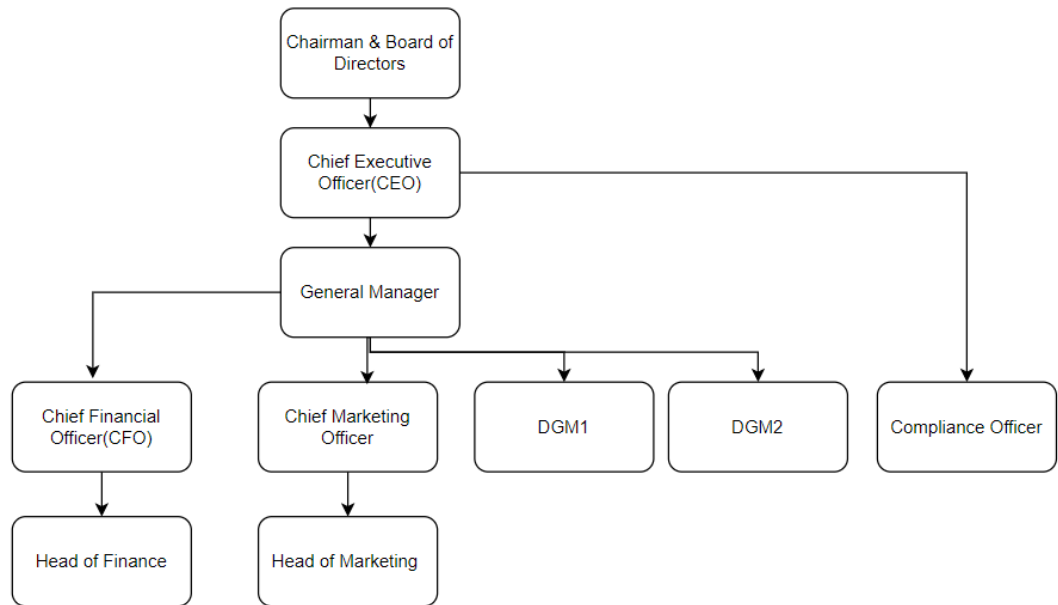 Chairman & Board of
Directors
Chief Executive
Officer(CEO)
General Manager
Chief Financial
Officer(CFO)
Chief Marketing
Officer
DGM1
DGM2
Compliance Officer
Head of Finance
Head of Marketing